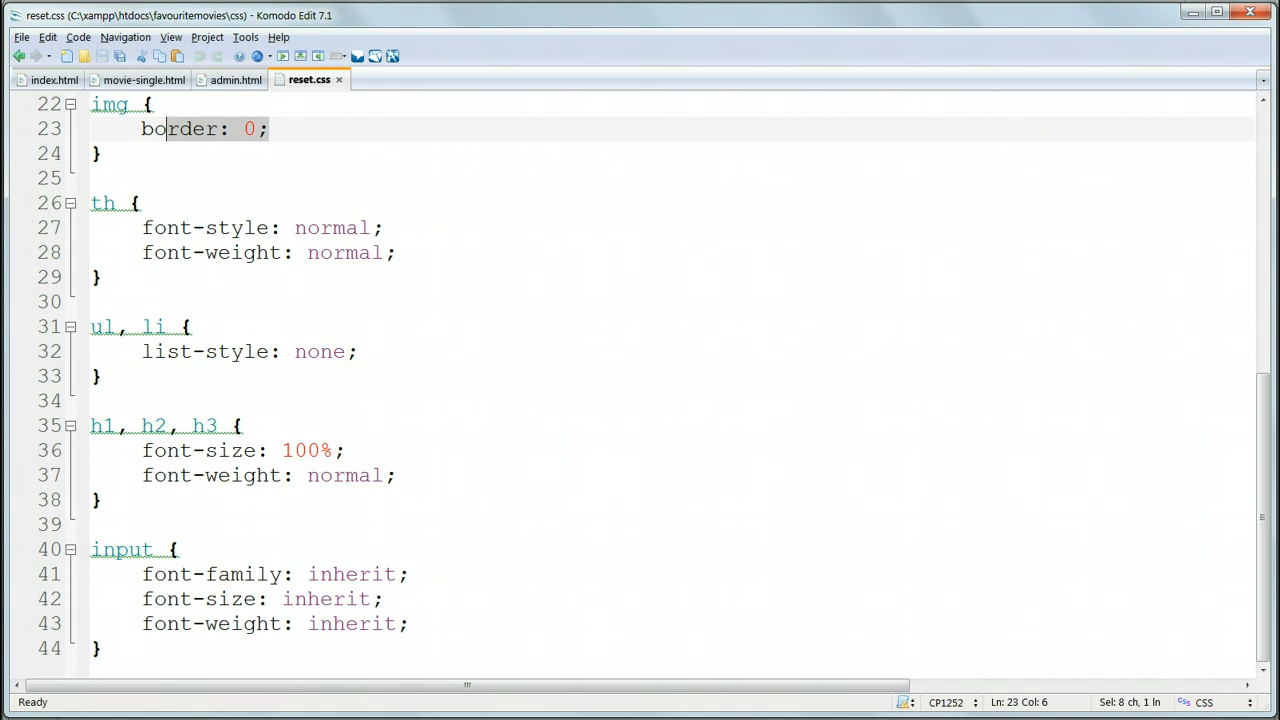 reset.css (C:\xampp\htdocs\favouritemovies\css) - Komodo Edit 7.1
File Edit Code Navigation View Project Tools Help
index.html movie-single.html admin.html reset.css
22 img {
23 border: 0;
24 }
25
26 th {
27 font-style: normal;
28 font-weight: normal;
29 }
30
31 ul, li {
32 list-style: none;
33 }
34
35 h1, h2, h3 {
36 font-size: 100%;
37 font-weight: normal;
38 }
39
40 input {
41 font-family: inherit;
42 font-size: inherit;
43 font-weight: inherit;
44 }
Ready CP1252 Ln: 23 Col: 6 Sel: 8 ch, 1 ln CSS